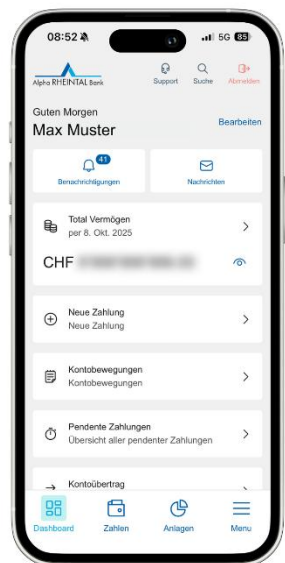 08:52
5G 85
Alpha RHEINTAL Bank
Support
Suche
Abmelden
Guten Morgen
Max Muster
Bearbeiten
41
Benachrichtigungen
Nachrichten
Total Vermögen
per 8. Okt. 2025
CHF
Neue Zahlung
Neue Zahlung
Kontobewegungen
Kontobewegungen
Pendente Zahlungen
Übersicht aller pendenter Zahlungen
Kontoübertrag
Dashboard
Zahlen
Anlagen
Menu